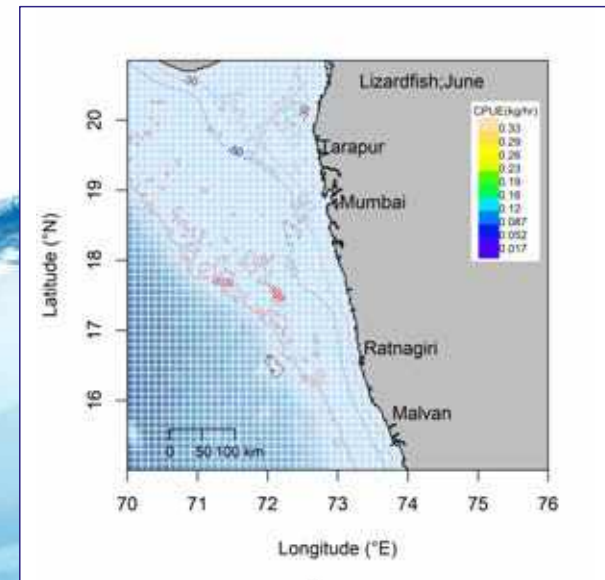 Lizardfish;June
CPUE(kg/hr)
0.33
0.29
0.26
0.23
0.19
0.16
0.12
0.087
0.052
0.017
Tarapur
Mumbai
Ratnagiri
Malvan
-50
0 50 100 km
20
19
18
17
16
Latitude (°N)
70 71 72 73 74 75 76
Longitude (°E)